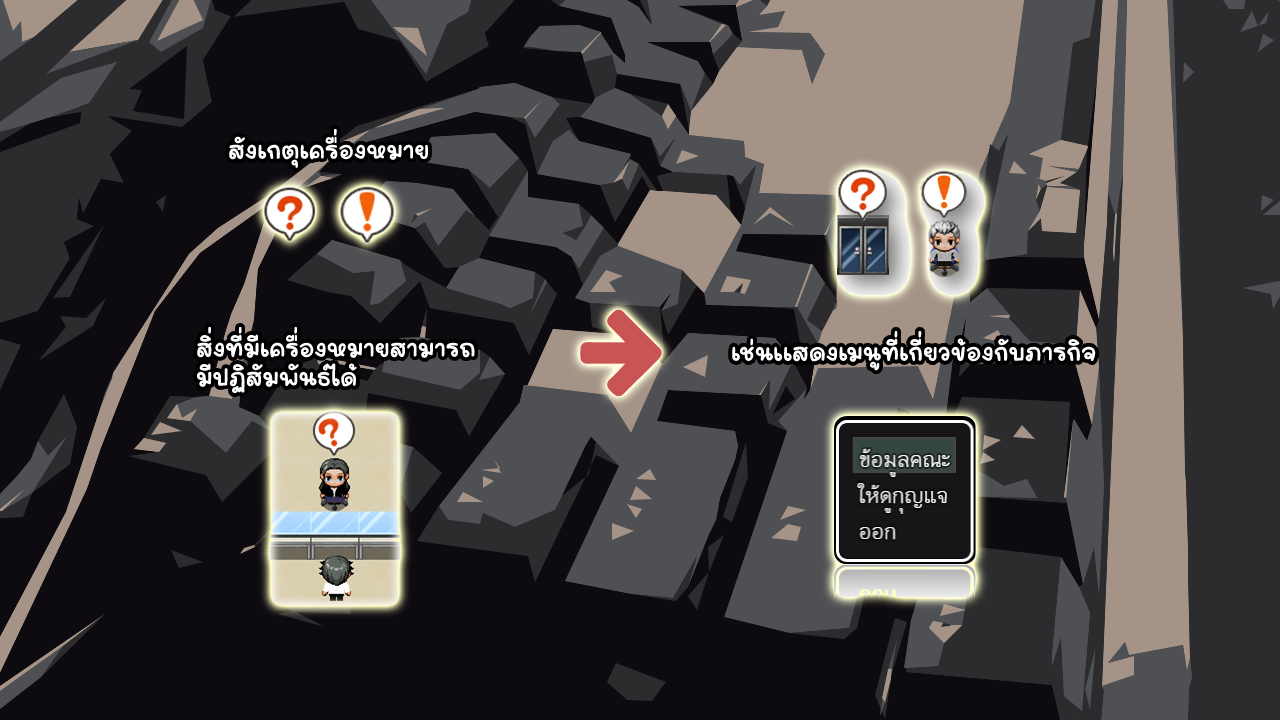 สังเกตุเครื่องหมาย
สิ่งที่มีเครื่องหมายสามารถ
มีปฏิสัมพันธ์ได้
เช่นแสดงเมนูที่เกี่ยวข้องกับภารกิจ
ข้อมูลคณะ
ให้ดูกุญแจ
ออก